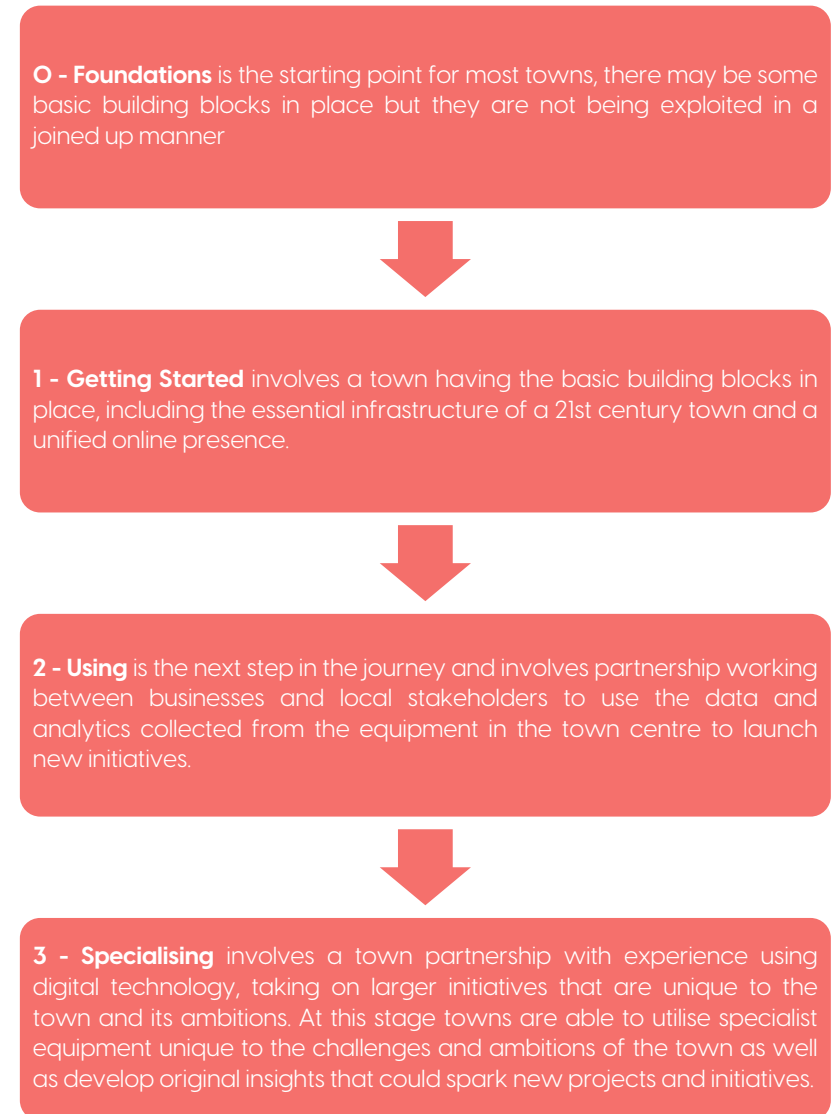 0 - Foundations is the starting point for most towns, there may be some
basic building blocks in place but they are not being exploited in a
joined up manner
1 - Getting Started involves a town having the basic building blocks in
place, including the essential infrastructure of a 21st century town and a
unified online presence.
2 - Using is the next step in the journey and involves partnership working
between businesses and local stakeholders to use the data and
analytics collected from the equipment in the town centre to launch
new initiatives.
3 - Specialising involves a town partnership with experience using
digital technology, taking on larger initiatives that are unique to the
town and its ambitions. At this stage towns are able to utilise specialist
equipment unique to the challenges and ambitions of the town as well
as develop original insights that could spark new projects and initiatives.